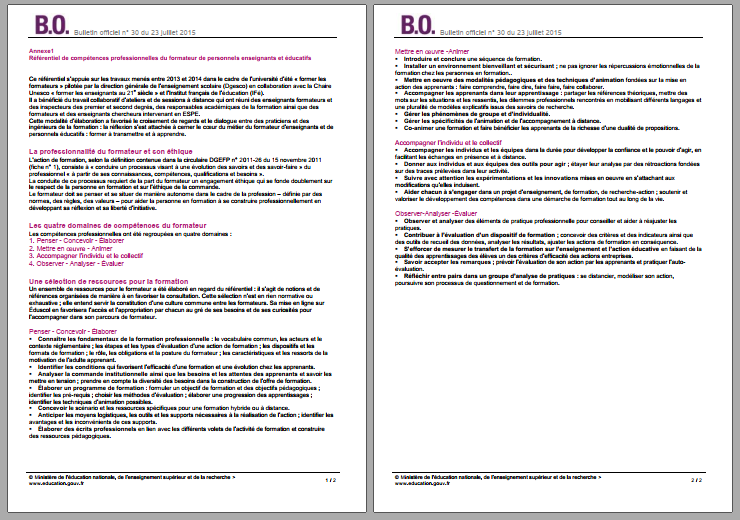 B.O. Bulletin officiel n° 30 du 23 juillet 2015
Annexe1
Référentiel de compétences professionnelles du formateur de personnels enseignants et éducatifs
Ce référentiel s'appuie sur les travaux menés entre 2013 et 2014 dans le cadre de l'université d'été « former les
formateurs » pilotée par la direction générale de l'enseignement scolaire (Dgesco) en collaboration avec la Chaire
Unesco « former les enseignants au 21e siècle » et l'Institut français de l'éducation (IFé).
Il a bénéficié du travail collaboratif d'ateliers et de sessions à distance qui ont réuni des enseignants formateurs et
des inspecteurs des premier et second degrés, des responsables académiques de la formation ainsi que des
formateurs et des enseignants chercheurs intervenant en ESPE.
Cette modalité d'élaboration a favorisé le croisement de regards et le dialogue entre des praticiens et des
ingénieurs de la formation : la réflexion s'est attachée à cerner le cœur du métier du formateur d'enseignants et de
personnels éducatifs : former à transmettre et à apprendre.
La professionnalité du formateur et son éthique
L'action de formation, selon la définition contenue dans la circulaire DGEFP n° 2011-26 du 15 novembre 2011
(fiche n° 1), consiste à « conduire un processus visant à une évolution des savoirs et des savoir-faire » du
professionnel « à partir de ses connaissances, compétences, qualifications et besoins ».
La conduite de ce processus requiert de la part du formateur un engagement éthique qui se fonde doublement sur
le respect de la personne en formation et sur l'éthique de la commande.
Le formateur doit se penser et se situer de manière autonome dans le cadre de la profession – définie par des
normes, des règles, des valeurs – pour aider la personne en formation à se construire professionnellement en
développant sa réflexion et sa liberté d'initiative.
Les quatre domaines de compétences du formateur
Les compétences professionnelles ont été regroupées en quatre domaines :
1. Penser - Concevoir - Élaborer
2. Mettre en œuvre - Animer
3. Accompagner l'individu et le collectif
4. Observer - Analyser - Évaluer
Une sélection de ressources pour la formation
Un ensemble de ressources pour le formateur a été élaboré en regard du référentiel : il s'agit de notions et de
références organisées de manière à en favoriser la consultation. Cette sélection n'est en rien normative ou
exhaustive ; elle entend servir la constitution d'une culture commune entre les formateurs. Sa mise en ligne sur
Éduscol en favorisera l'accès et l'appropriation par chacun au gré de ses besoins et de ses curiosités pour
l'accompagner dans son parcours de formateur.
Penser - Concevoir - Élaborer
• Connaître les fondamentaux de la formation professionnelle : le vocabulaire commun, les acteurs et le
contexte réglementaire ; les étapes et les types d'évaluation d'une action de formation ; les dispositifs et les
formats de formation ; le rôle, les obligations et la posture du formateur ; les caractéristiques et les ressorts de la
motivation de l'adulte apprenant.
• Identifier les conditions qui favorisent l'efficacité d'une formation et une évolution chez les apprenants.
• Analyser la commande institutionnelle ainsi que les besoins et les attentes des apprenants et savoir les
mettre en tension ; prendre en compte la diversité des besoins dans la construction de l'offre de formation.
• Élaborer un programme de formation : formuler un objectif de formation et des objectifs pédagogiques ;
identifier les pré-requis ; choisir les méthodes d'évaluation ; élaborer une progression des apprentissages ;
identifier les techniques d'animation possibles.
• Concevoir le scénario et les ressources spécifiques pour une formation hybride ou à distance.
• Anticiper les moyens logistiques, les outils et les supports nécessaires à la réalisation de l'action ; identifier les
avantages et les inconvénients de ces supports.
• Élaborer des écrits professionnels en lien avec les différents volets de l'activité de formation et construire
des ressources pédagogiques.
© Ministère de l'éducation nationale, de l'enseignement supérieur et de la recherche >
www.education.gouv.fr
1 / 2
B.O. Bulletin officiel n° 30 du 23 juillet 2015
Mettre en œuvre -Animer
• Introduire et conclure une séquence de formation.
• Installer un environnement bienveillant et sécurisant ; ne pas ignorer les répercussions émotionnelles de la
formation chez les personnes en formation..
• Mettre en oeuvre des modalités pédagogiques et des techniques d'animation fondées sur la mise en
action des apprenants : faire comprendre, faire dire, faire faire, faire collaborer.
• Accompagner les apprenants dans leur apprentissage : partager les références théoriques, mettre des
mots sur les situations et les ressentis, les dilemmes professionnels rencontrés en mobilisant différents langages et
une pluralité de modèles explicatifs issus des savoirs de recherche.
• Gérer les phénomènes de groupe et d'individualité.
• Gérer les spécificités de l'animation et de l'accompagnement à distance.
• Co-animer une formation et faire bénéficier les apprenants de la richesse d'une dualité de propositions.
Accompagner l'individu et le collectif
• Accompagner les individus et les équipes dans la durée pour développer la confiance et le pouvoir d'agir, en
facilitant les échanges en présence et à distance.
• Donner aux individus et aux équipes des outils pour agir ; étayer leur analyse par des rétroactions fondées
sur des traces prélevées dans leur activité.
• Suivre avec attention les expérimentations et les innovations mises en oeuvre en s'attachant aux
modifications qu'elles induisent.
• Aider chacun à s'engager dans un projet d'enseignement, de formation, de recherche-action ; soutenir et
valoriser le développement des compétences dans une démarche de formation tout au long de la vie.
Observer-Analyser -Évaluer
• Observer et analyser des éléments de pratique professionnelle pour conseiller et aider à réajuster les
pratiques.
• Contribuer à l'évaluation d'un dispositif de formation ; concevoir des critères et des indicateurs ainsi que
des outils de recueil des données, analyser les résultats, ajuster les actions de formation en conséquence.
• S'efforcer de mesurer le transfert de la formation sur l'enseignement et l'action éducative en faisant de la
qualité des apprentissages des élèves un des critères d'efficacité des actions entreprises.
• Savoir accepter les remarques ; prévoir l'évaluation de son action par les apprenants et pratiquer l'auto-
évaluation.
• Réfléchir entre pairs dans un groupe d'analyse de pratiques : se distancier, modéliser son action,
poursuivre son processus de questionnement et de formation.
© Ministère de l'éducation nationale, de l'enseignement supérieur et de la recherche >
www.education.gouv.fr
2 / 2